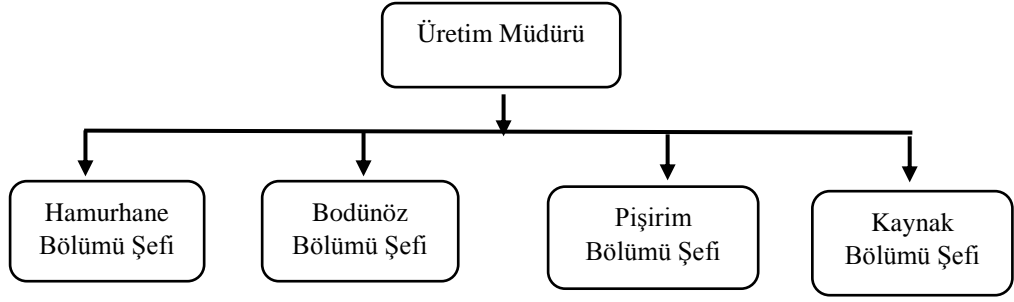 Üretim Müdürü
Hamurhane
Bölümü Şefi
Bodünöz
Bölümü Şefi
Pişirim
Bölümü Şefi
Kaynak
Bölümü Şefi